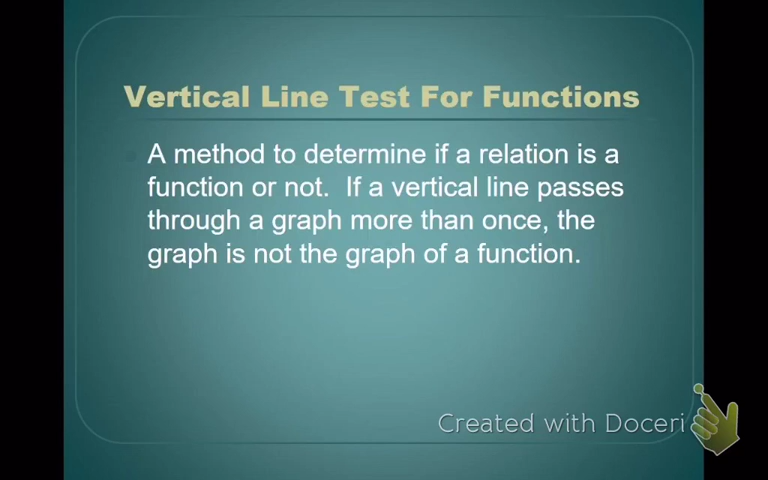 Vertical Line Test For Functions
A method to determine if a relation is a
function or not.  If a vertical line passes
through a graph more than once, the
graph is not the graph of a function.
Created with Doceri